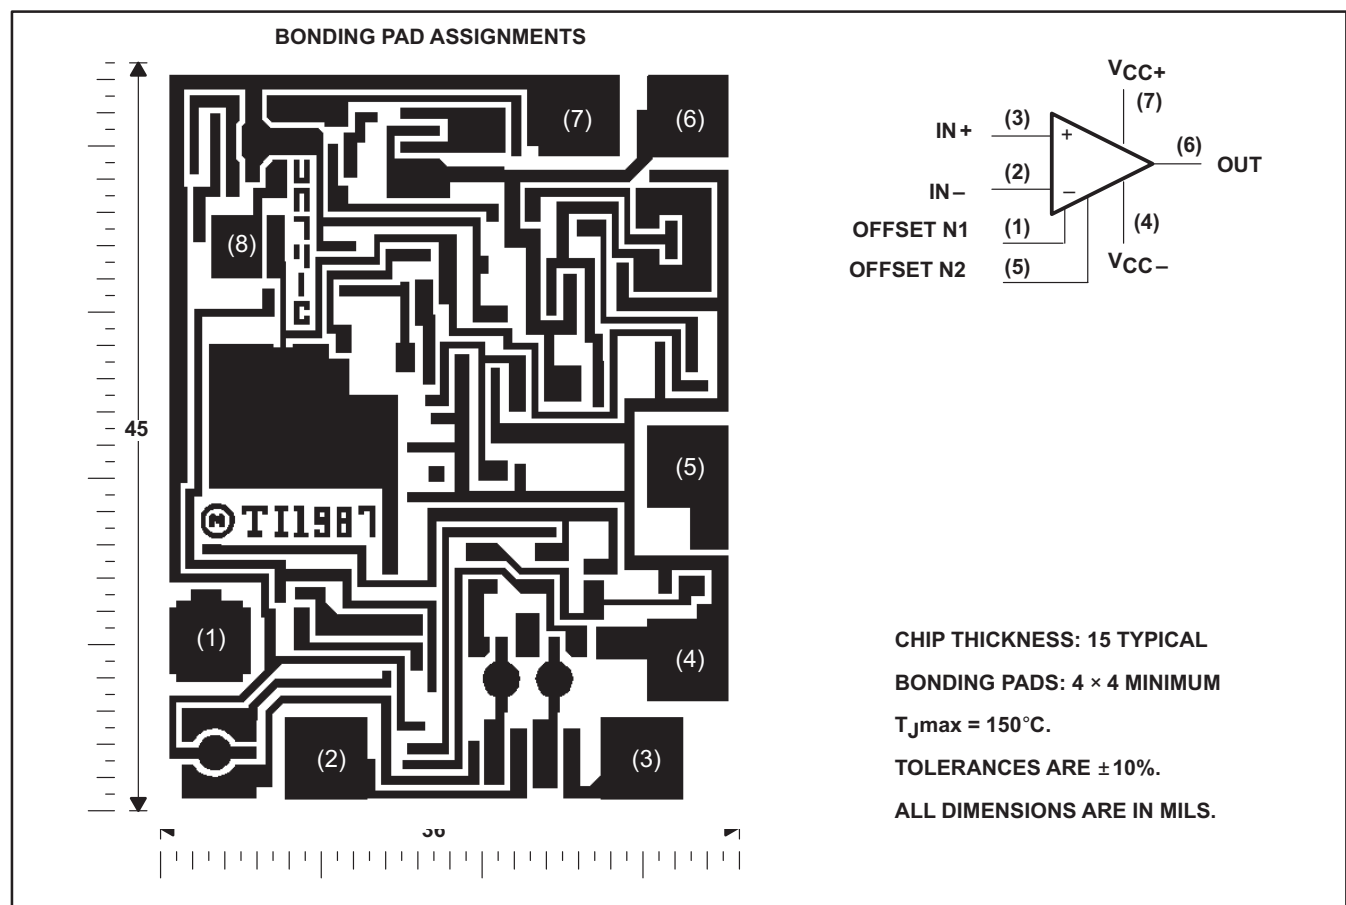 BONDING PAD ASSIGNMENTS
(7)
(6)
(8)
45
(5)
M TI1987
(1)
(4)
(2)
(3)
36
VCC+
(7)
(3)
IN+
+
(6)
OUT
(2)
IN–
–
OFFSET N1
(1)
(4)
OFFSET N2
(5)
VCC–
CHIP THICKNESS: 15 TYPICAL
BONDING PADS: 4 × 4 MINIMUM
TJmax = 150°C.
TOLERANCES ARE ±10%.
ALL DIMENSIONS ARE IN MILS.